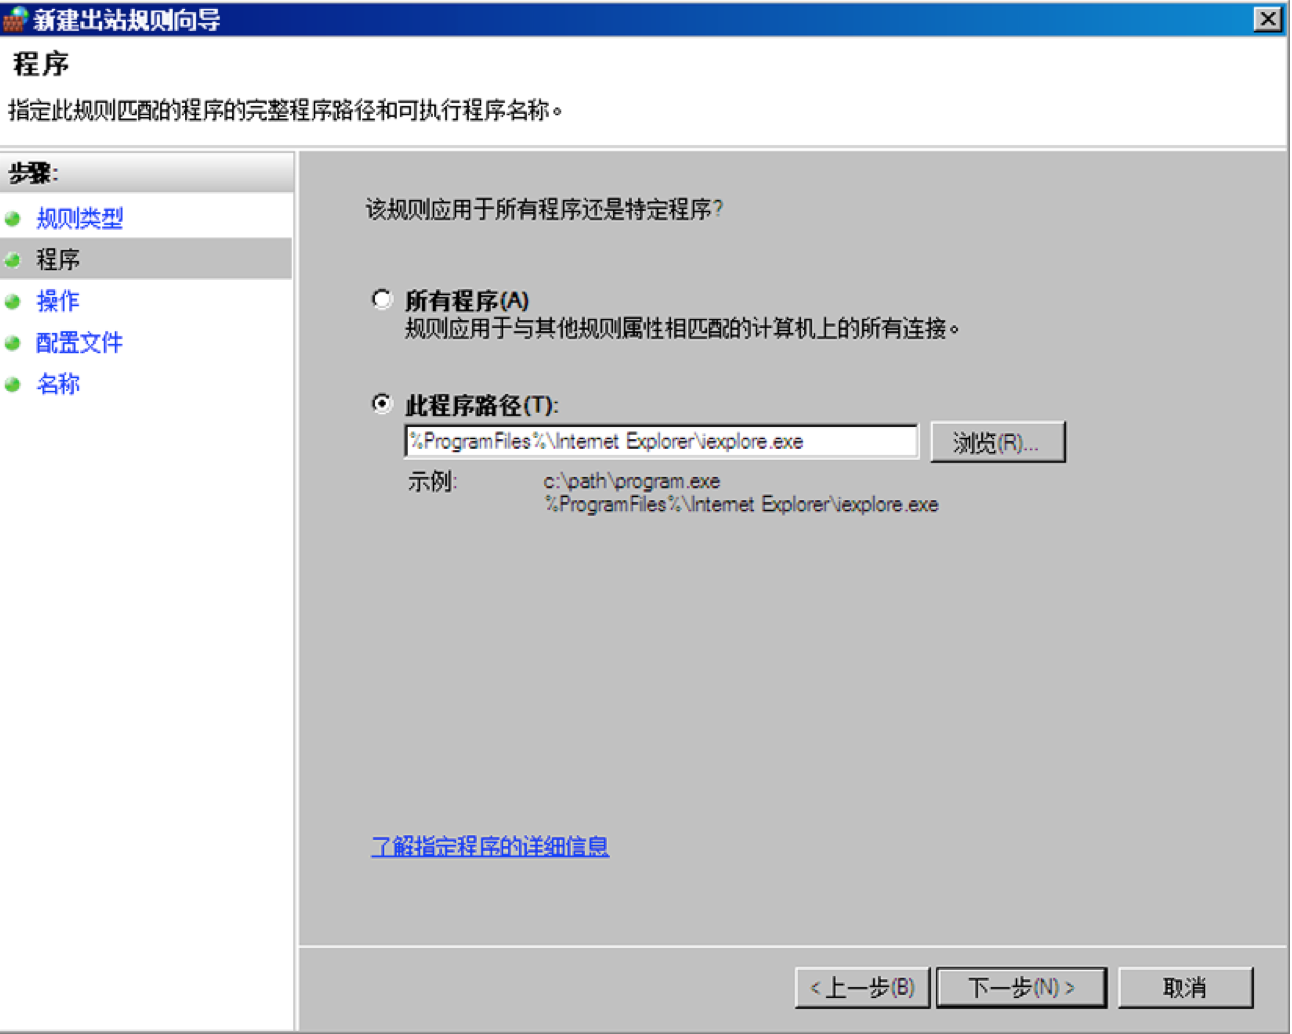 新建出站规则向导
程序
指定此规则匹配的程序的完整程序路径和可执行程序名称。
步骤:
规则类型
程序
操作
配置文件
名称
该规则应用于所有程序还是特定程序?
所有程序(A)
规则应用于与其他规则属性相匹配的计算机上的所有连接。
此程序路径(T):
%ProgramFiles%\Internet Explorer\iexplore.exe
浏览(R)...
示例: c:\path\program.exe
%ProgramFiles%\Internet Explorer\iexplore.exe
了解指定程序的详细信息
<上一步(B) 下一步(N)> 取消